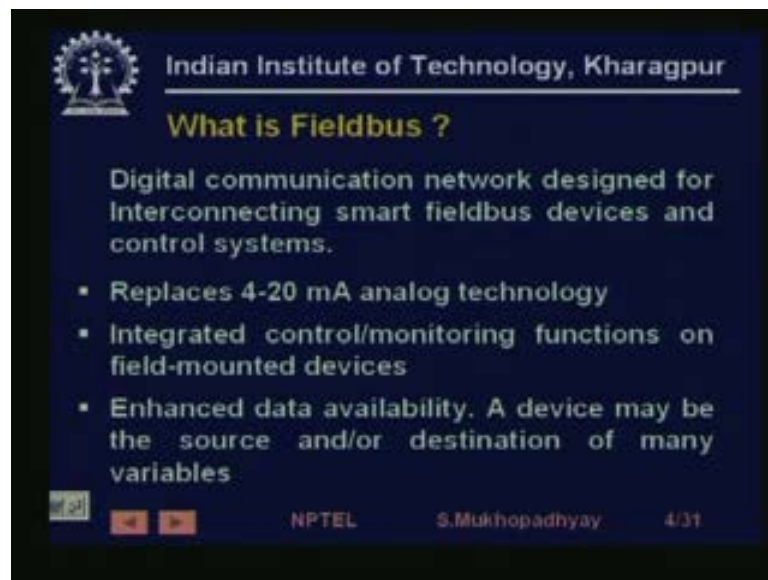 Indian Institute of Technology, Kharagpur
What is Fieldbus ?
Digital communication network designed for
Interconnecting smart fieldbus devices and
control systems.
▪ Replaces 4-20 mA analog technology
▪ Integrated control/monitoring functions on
field-mounted devices
▪ Enhanced data availability. A device may be
the source and/or destination of many
variables
NPTEL S.Mukhopadhyay 4/31